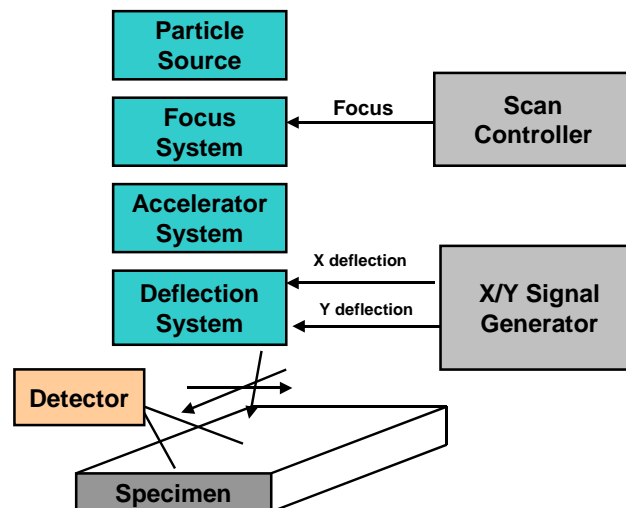 Particle
Source
Focus
System
Focus
Scan
Controller
Accelerator
System
X deflection
Deflection
System
Y deflection
X/Y Signal
Generator
Detector
Specimen